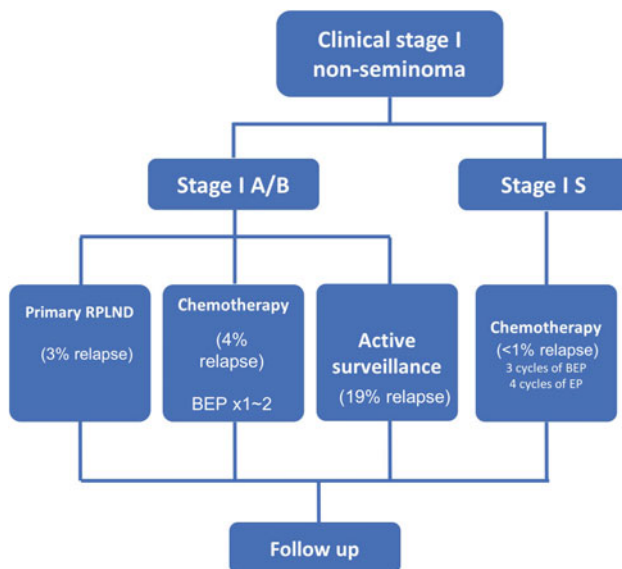 Clinical stage I
non-seminoma
Stage I A/B
Stage I S
Primary RPLND
(3% relapse)
Chemotherapy
(4%
relapse)
BEP x1~2
Active
surveillance
(19% relapse)
Chemotherapy
(<1% relapse)
3 cycles of BEP
4 cycles of EP
Follow up